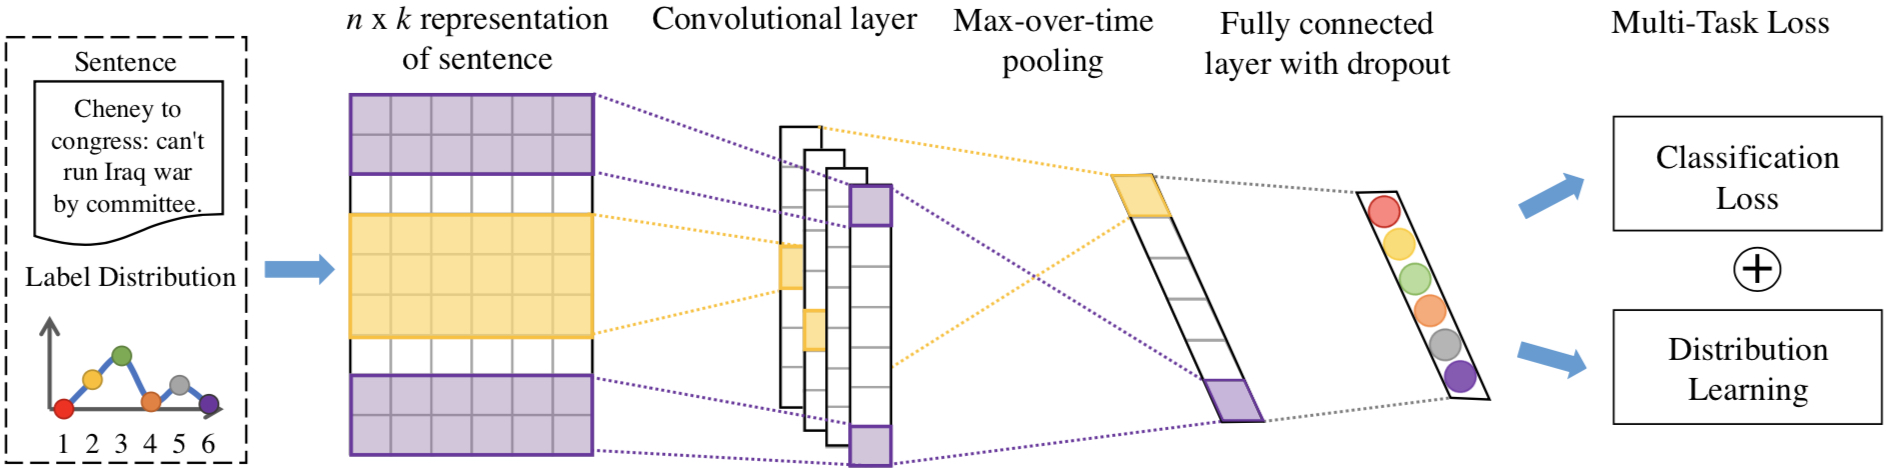 Sentence
Cheney to
congress: can't
run Iraq war
by committee.
Label Distribution
1 2 3 4 5 6
n x k representation
of sentence
Convolutional layer
Max-over-time
pooling
Fully connected
layer with dropout
Multi-Task Loss
Classification
Loss
+
Distribution
Learning